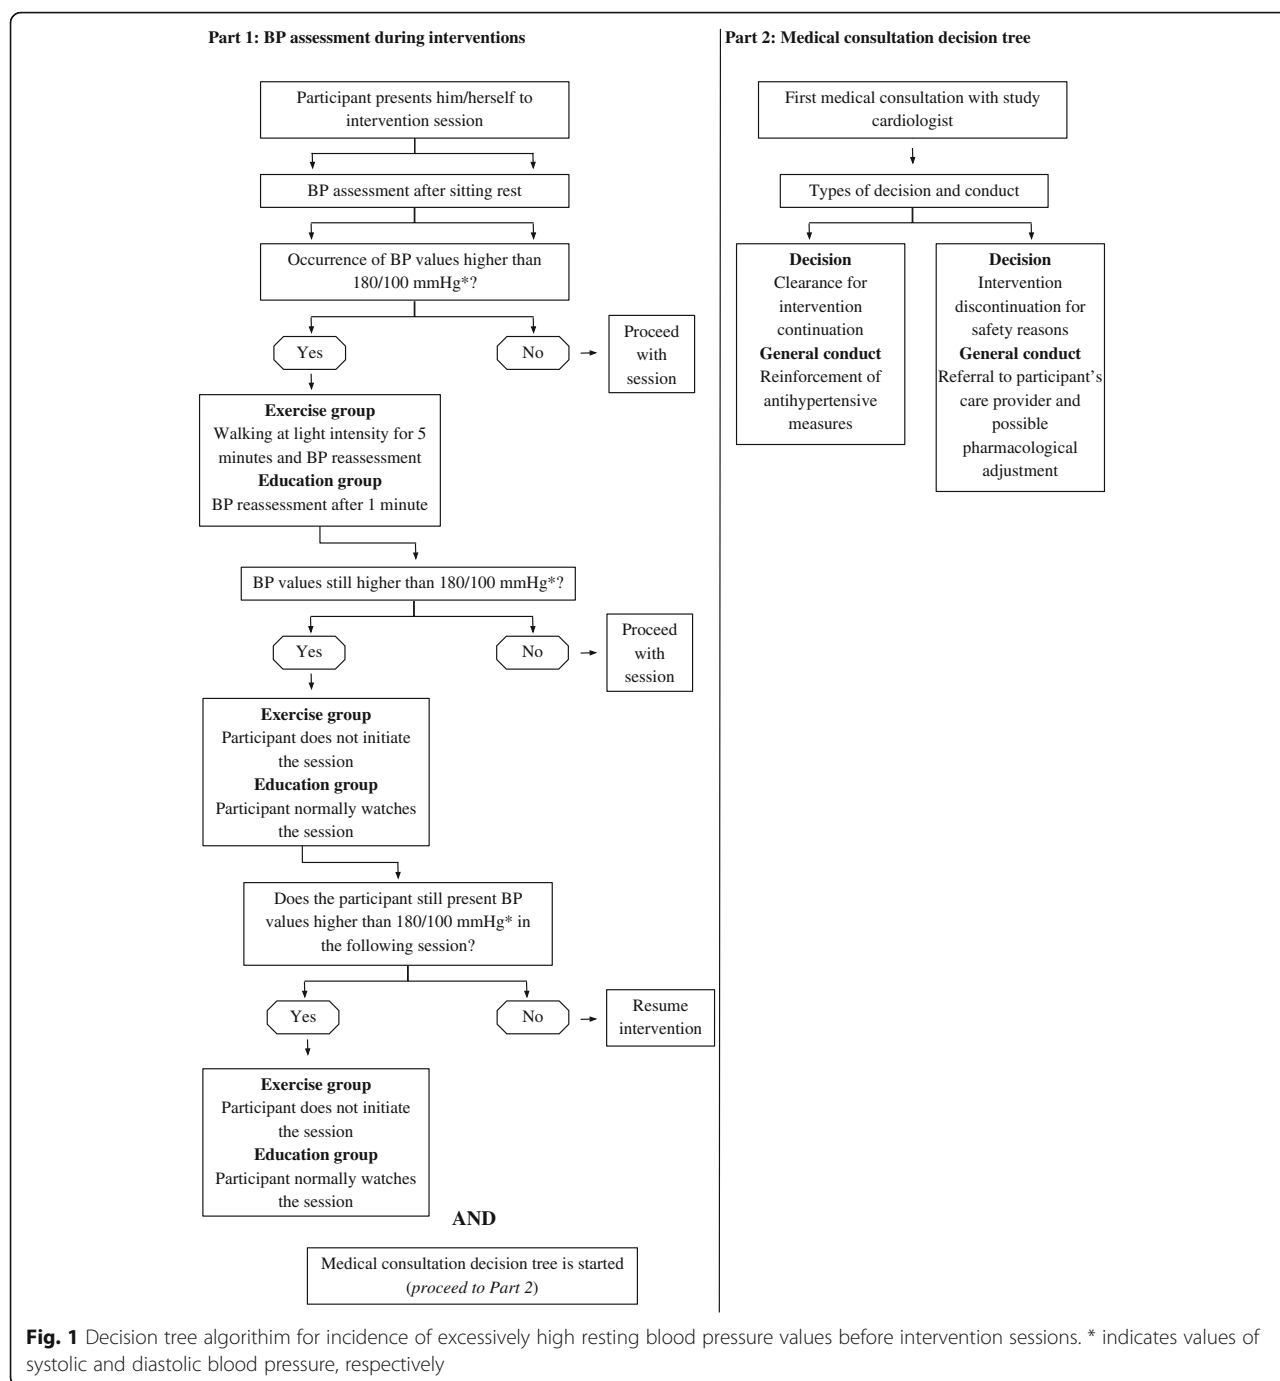 Part 1: BP assessment during interventions
Participant presents him/herself to
intervention session
BP assessment after sitting rest
Occurrence of BP values higher than
180/100 mmHg*?
Yes
No
Proceed
with
session
Exercise group
Walking at light intensity for 5
minutes and BP reassessment
Education group
BP reassessment after 1 minute
BP values still higher than 180/100 mmHg*?
Yes
No
Proceed
with
session
Exercise group
Participant does not initiate
the session
Education group
Participant normally watches
the session
Does the participant still present BP
values higher than 180/100 mmHg* in
the following session?
Yes
No
Resume
intervention
Exercise group
Participant does not initiate
the session
Education group
Participant normally watches
the session
AND
Medical consultation decision tree is started
(proceed to Part 2)
Part 2: Medical consultation decision tree
First medical consultation with study
cardiologist
Types of decision and conduct
Decision
Clearance for
intervention
continuation
General conduct
Reinforcement of
antihypertensive
measures
Decision
Intervention
discontinuation for
safety reasons
General conduct
Referral to participant's
care provider and
possible
pharmacological
adjustment
Fig. 1 Decision tree algorithim for incidence of excessively high resting blood pressure values before intervention sessions. * indicates values of
systolic and diastolic blood pressure, respectively